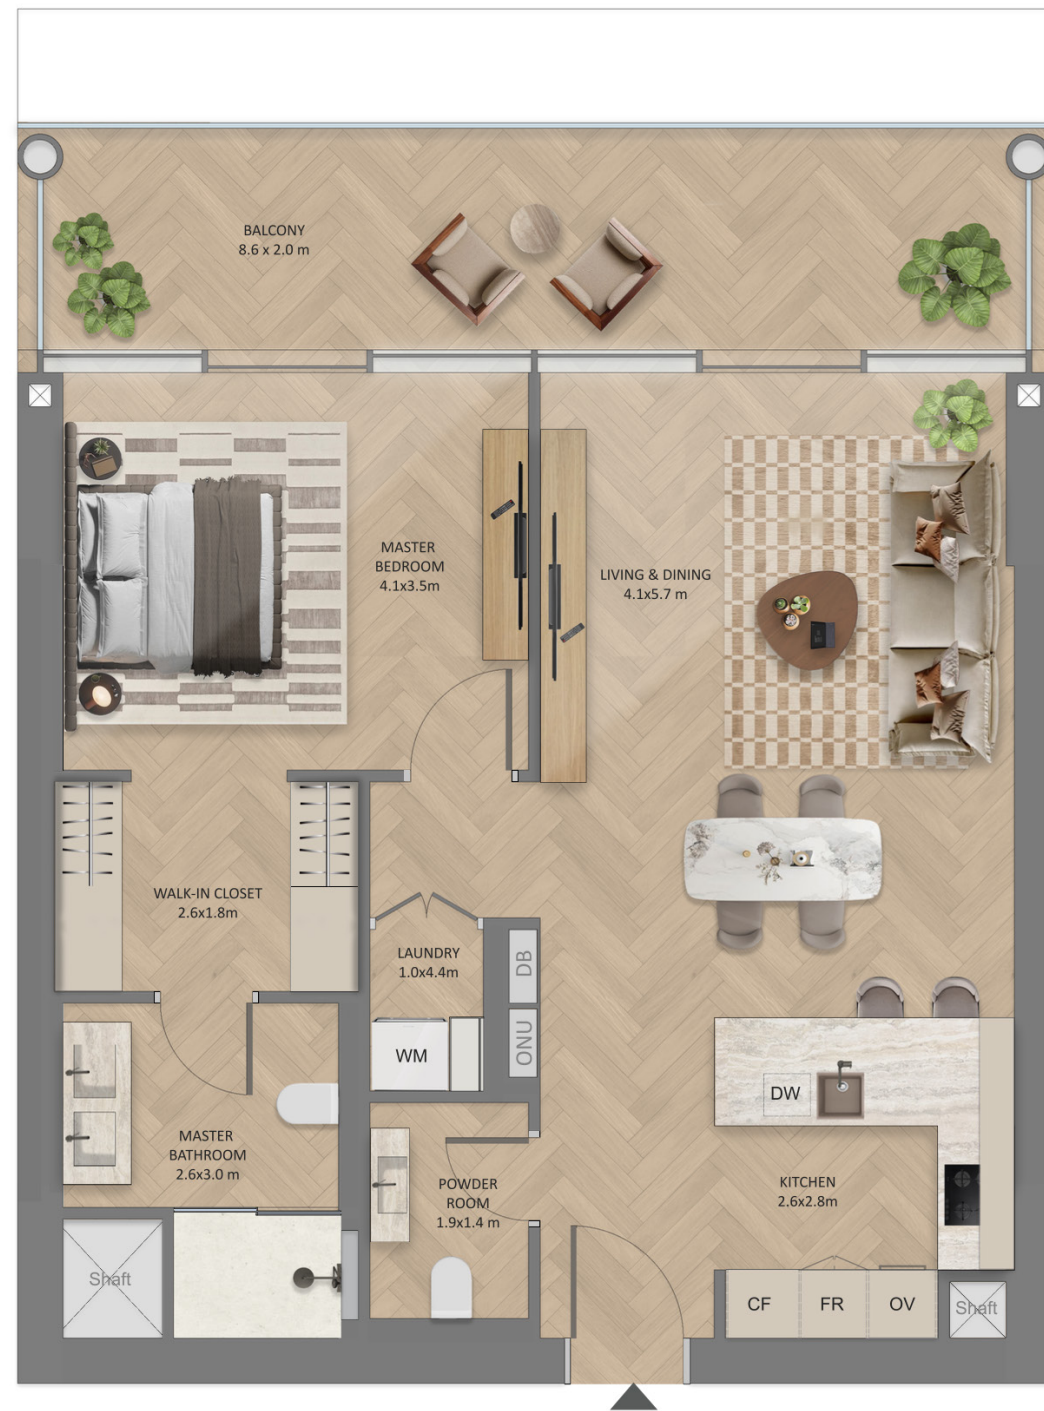 BALCONY
8.6 x 2.0 m
MASTER
BEDROOM
4.1x3.5m
LIVING & DINING
4.1x5.7 m
WALK-IN CLOSET
2.6x1.8m
LAUNDRY
1.0x4.4m
DB
ONU
WM
DW
MASTER
BATHROOM
2.6x3.0 m
POWDER
ROOM
1.9x1.4 m
KITCHEN
2.6x2.8m
Shaft
CF
FR
OV
Shaft